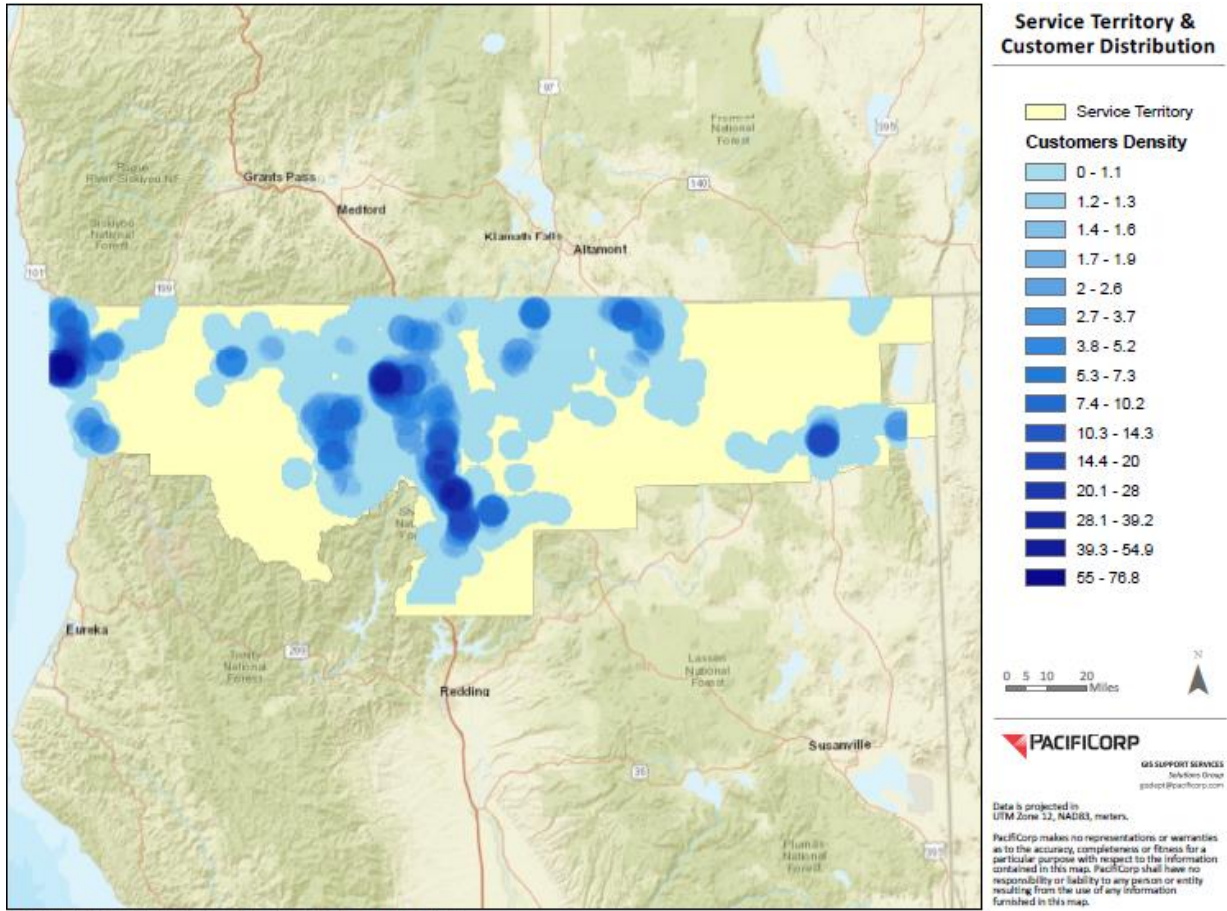 Service Territory &
Customer Distribution
Service Territory
Customers Density
0 - 1.1
1.2 - 1.3
1.4 - 1.6
1.7 - 1.9
2 - 2.6
2.7 - 3.7
3.8 - 5.2
5.3 - 7.3
7.4 - 10.2
10.3 - 14.3
14.4 - 20
20.1 - 28
28.1 - 39.2
39.3 - 54.9
55 - 76.8
N
0 5 10 20
Miles
PACIFICORP
GIS SUPPORT SERVICES
Solutions Group
gisdept@pacificorp.com
Data is projected in
UTM Zone 12, NAD83, meters.
PacifiCorp makes no representations or warranties
as to the accuracy, completeness or fitness for a
particular purpose with respect to the information
contained in this map. PacifiCorp shall have no
responsibility or liability to any person or entity
resulting from the use of any information
furnished in this map.
97
395
Fremont
National
Forest
Rogue
River-Siskiyou NF
Grants Pass
140
Medford
Siskiyou
National
Forest
Klamath Falls
Altamont
101
199
Eureka
Trinity
National
Forest
299
Lassen
National
Forest
Redding
Susanville
36
Plumas
National
Forest
395